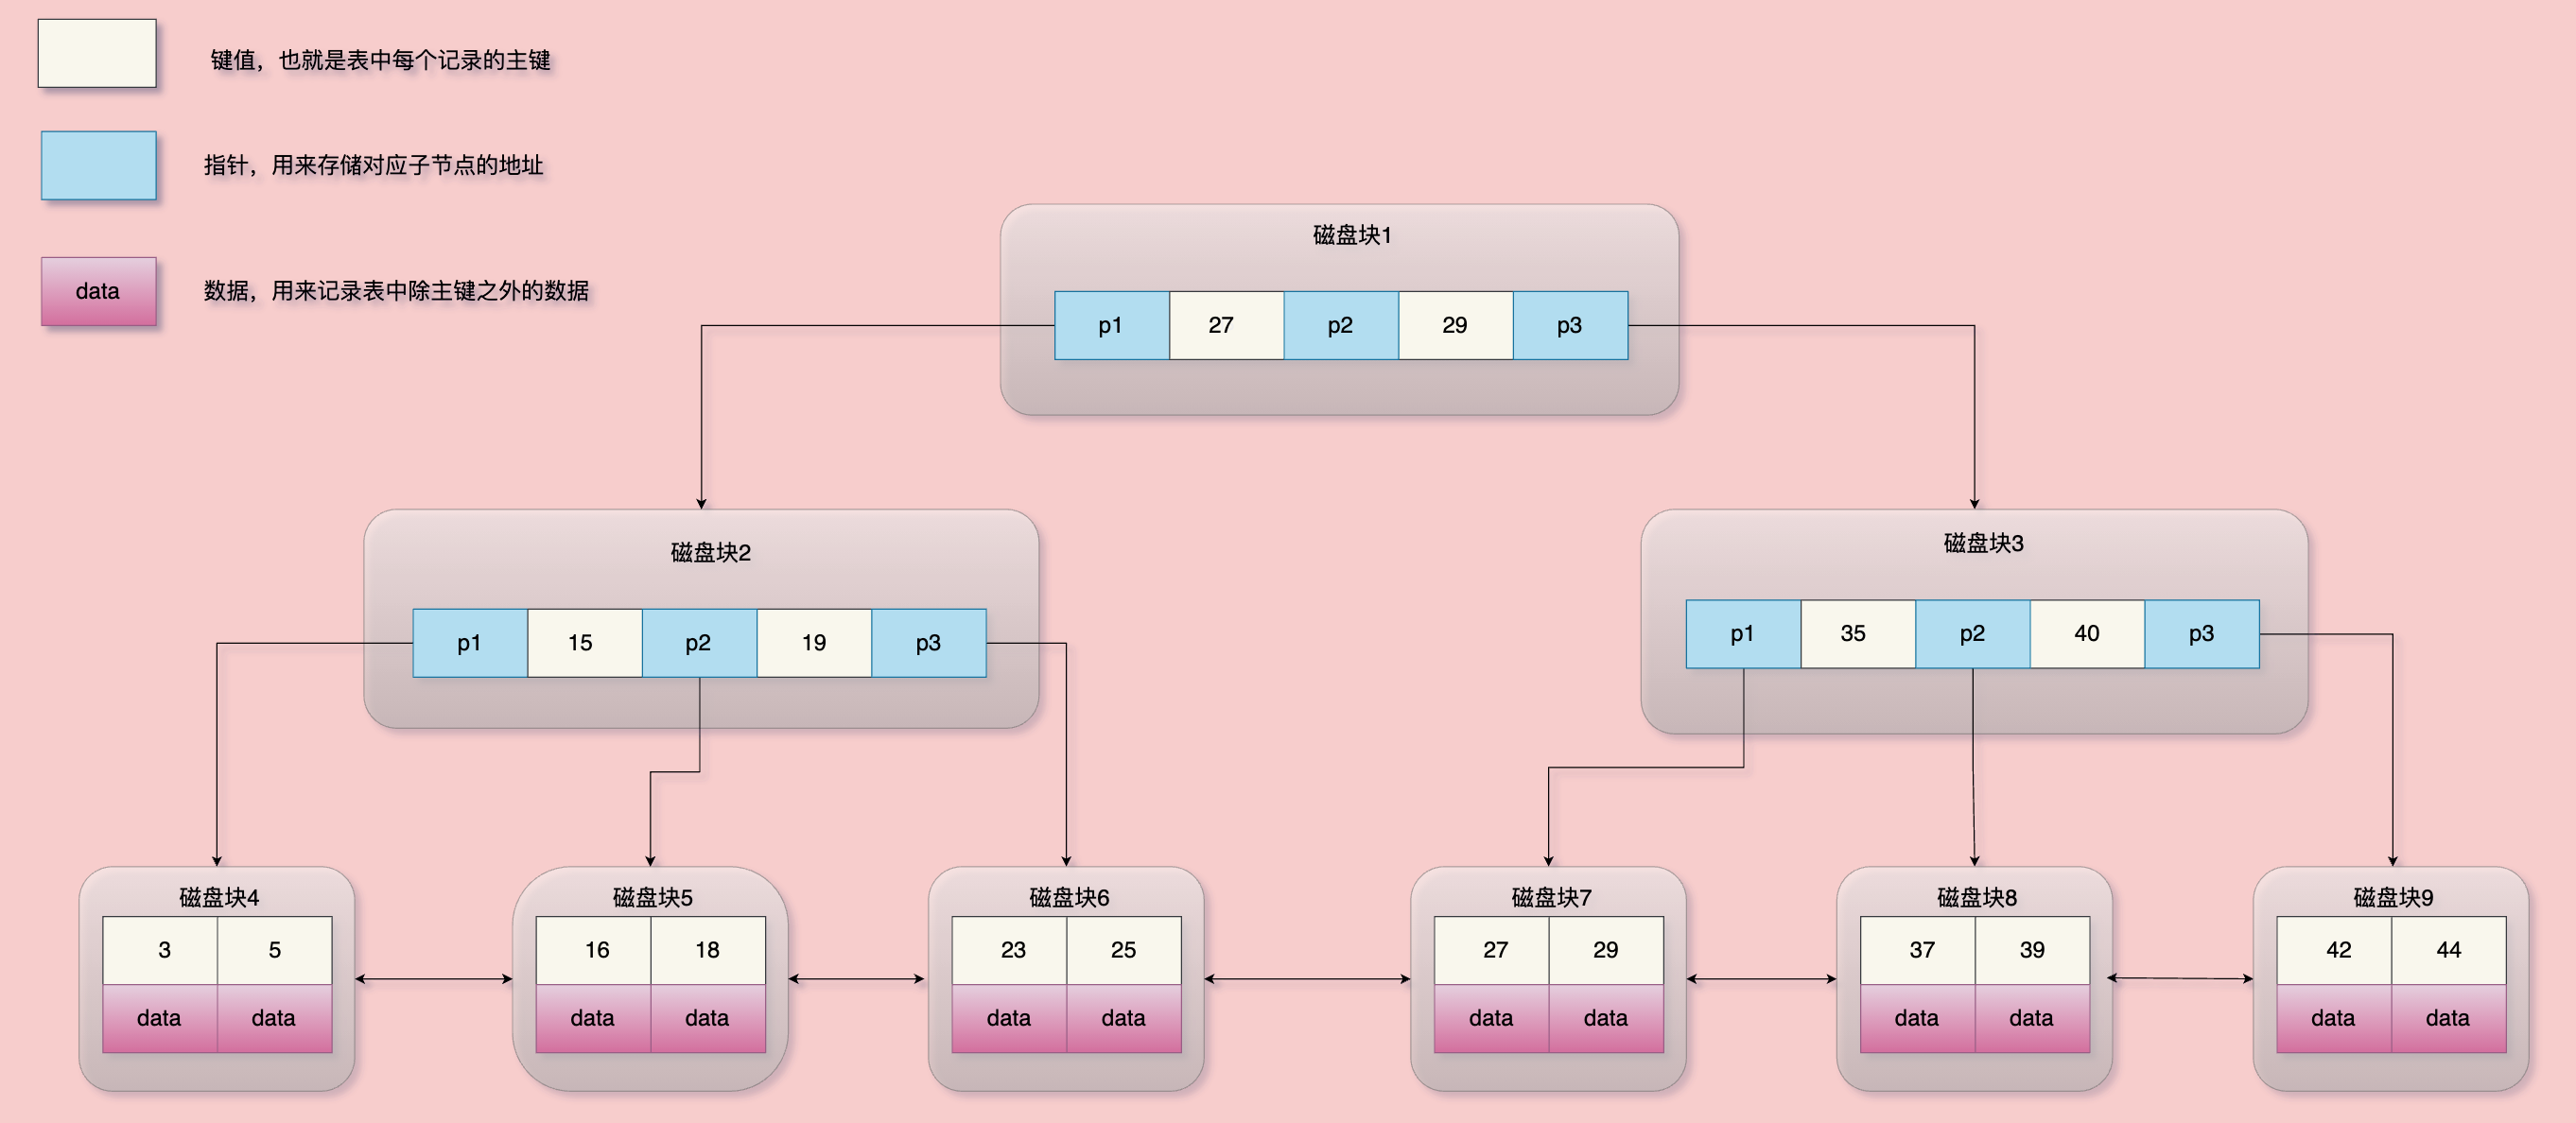 键值，也就是表中每个记录的主键
指针，用来存储对应子节点的地址
data
数据，用来记录表中除主键之外的数据
磁盘块1
p1 27 p2 29 p3
磁盘块2
p1 15 p2 19 p3
磁盘块3
p1 35 p2 40 p3
磁盘块4
3 5
data data
磁盘块5
16 18
data data
磁盘块6
23 25
data data
磁盘块7
27 29
data data
磁盘块8
37 39
data data
磁盘块9
42 44
data data